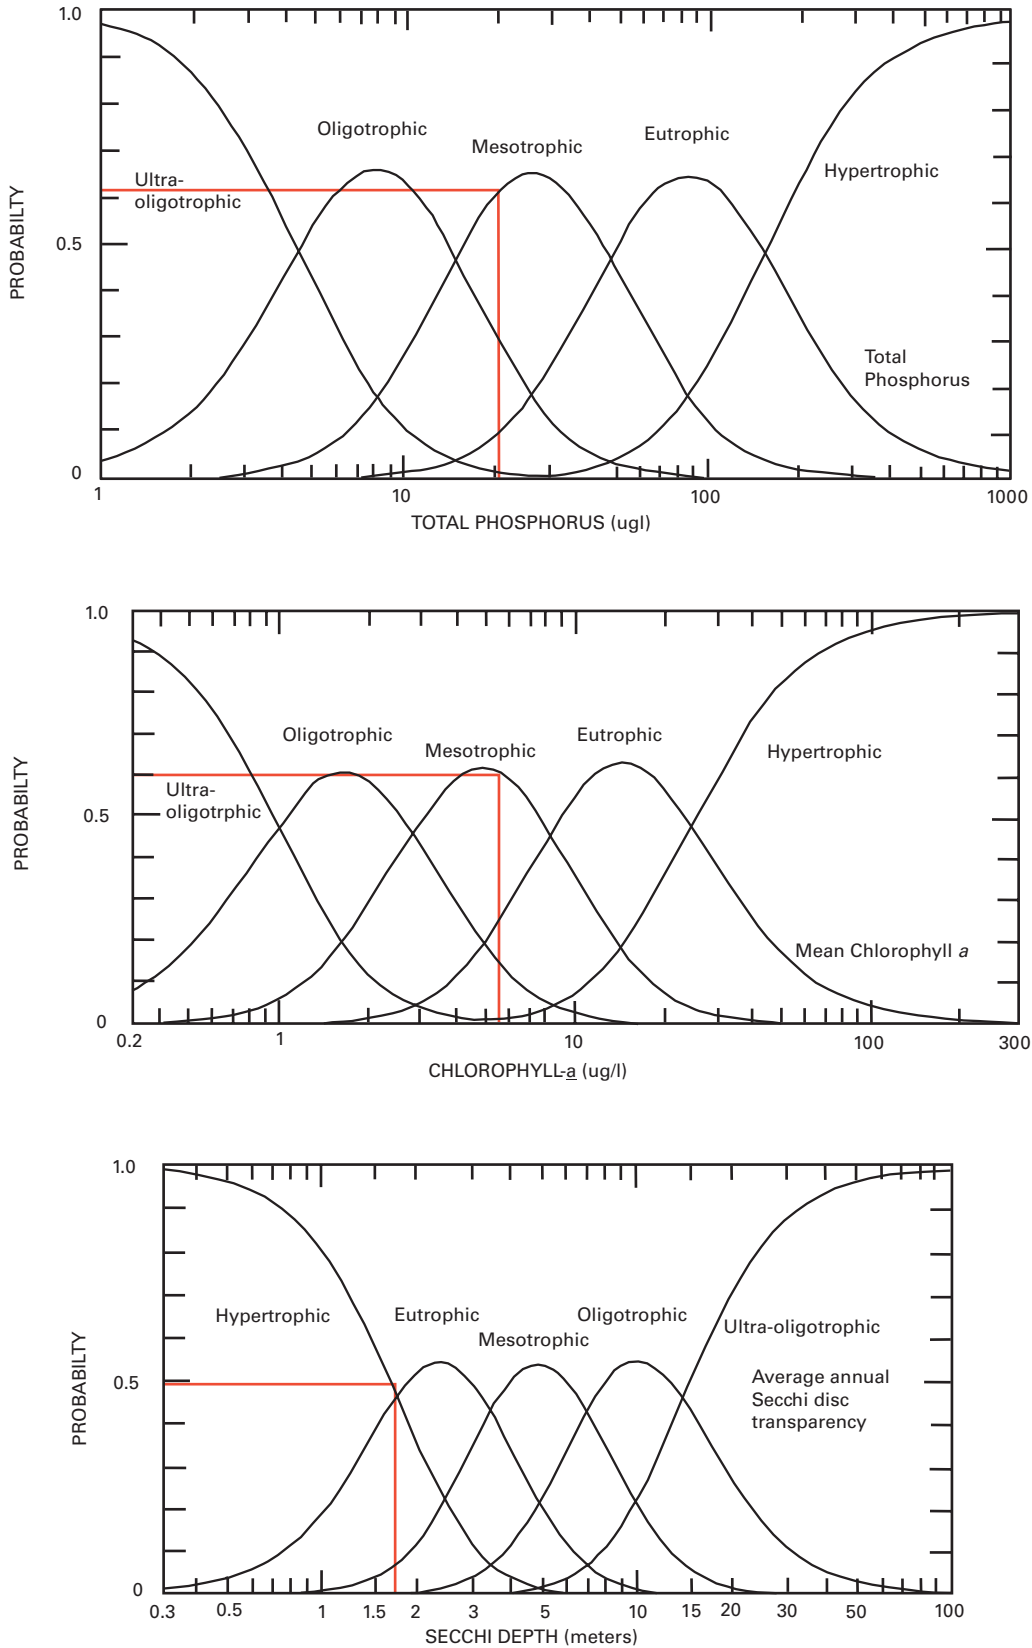 1.0
Oligotrophic
Mesotrophic
Eutrophic
Hypertrophic
Ultra-
oligotrophic
PROBABILTY
0.5
Total
Phosphorus
0
1
10
100
1000
TOTAL PHOSPHORUS (ugl)
1.0
Oligotrophic
Mesotrophic
Eutrophic
Hypertrophic
Ultra-
oligotrphic
PROBABILTY
0.5
Mean Chlorophyll a
0
0.2
1
10
100
300
CHLOROPHYLL-a (ug/l)
1.0
Hypertrophic
Eutrophic
Mesotrophic
Oligotrophic
Ultra-oligotrophic
PROBABILTY
0.5
Average annual
Secchi disc
transparency
0
0.3
0.5
1
1.5
2
3
5
10
15
20
30
50
100
SECCHI DEPTH (meters)